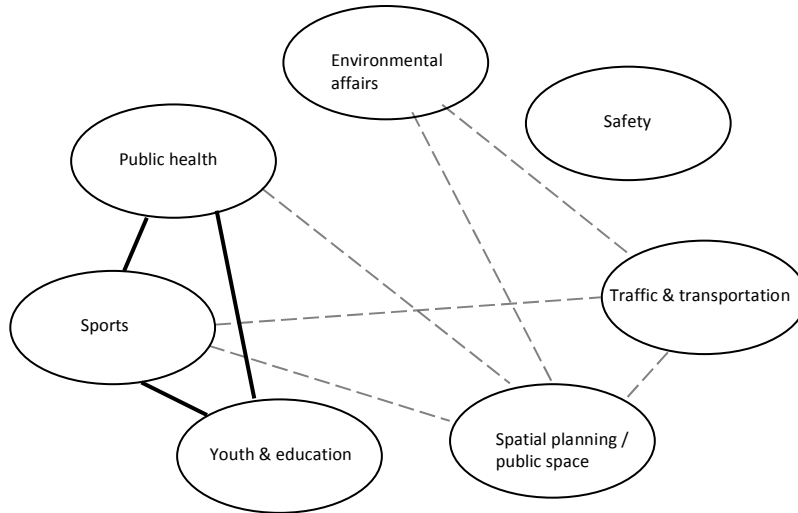 Environmental
affairs
Safety
Public health
Traffic & transportation
Sports
Spatial planning /
public space
Youth & education